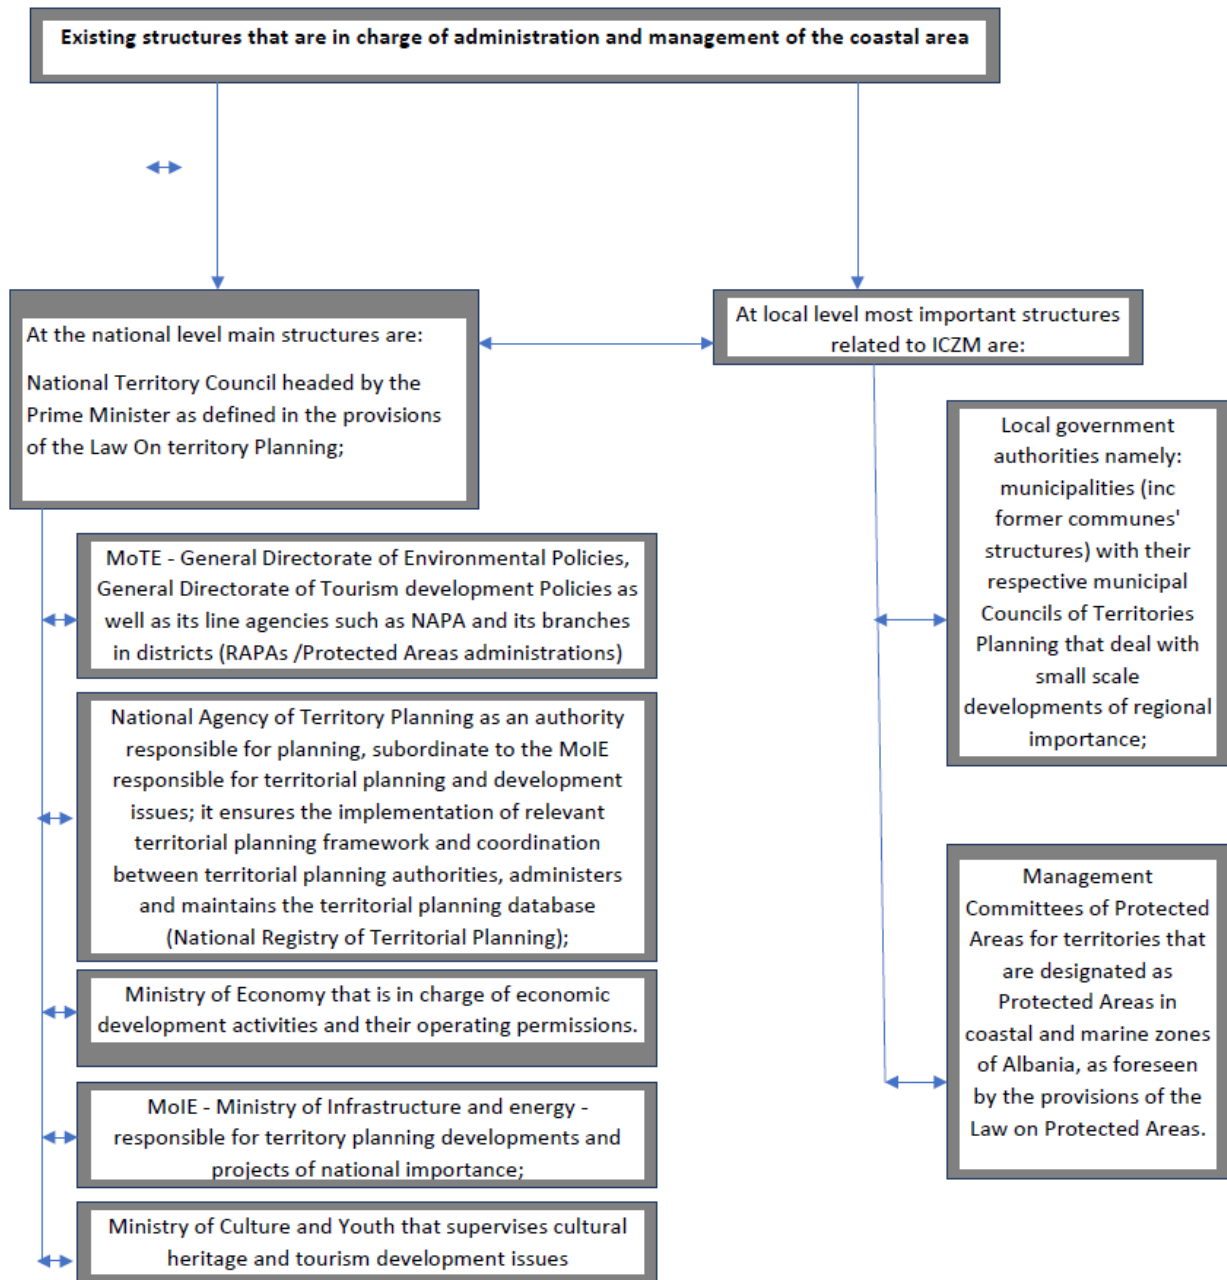 Existing structures that are in charge of administration and management of the coastal area
At the national level main structures are:
National Territory Council headed by the
Prime Minister as defined in the provisions
of the Law On territory Planning;
At local level most important structures
related to ICZM are:
MoTE - General Directorate of Environmental Policies,
General Directorate of Tourism development Policies as
well as its line agencies such as NAPA and its branches
in districts (RAPAs /Protected Areas administrations)
National Agency of Territory Planning as an authority
responsible for planning, subordinate to the MoIE
responsible for territorial planning and development
issues; it ensures the implementation of relevant
territorial planning framework and coordination
between territorial planning authorities, administers
and maintains the territorial planning database
(National Registry of Territorial Planning);
Ministry of Economy that is in charge of economic
development activities and their operating permissions.
MoIE - Ministry of Infrastructure and energy -
responsible for territory planning developments and
projects of national importance;
Ministry of Culture and Youth that supervises cultural
heritage and tourism development issues
Local government
authorities namely:
municipalities (inc
former communes'
structures) with their
respective municipal
Councils of Territories
Planning that deal with
small scale
developments of regional
importance;
Management
Committees of Protected
Areas for territories that
are designated as
Protected Areas in
coastal and marine zones
of Albania, as foreseen
by the provisions of the
Law on Protected Areas.